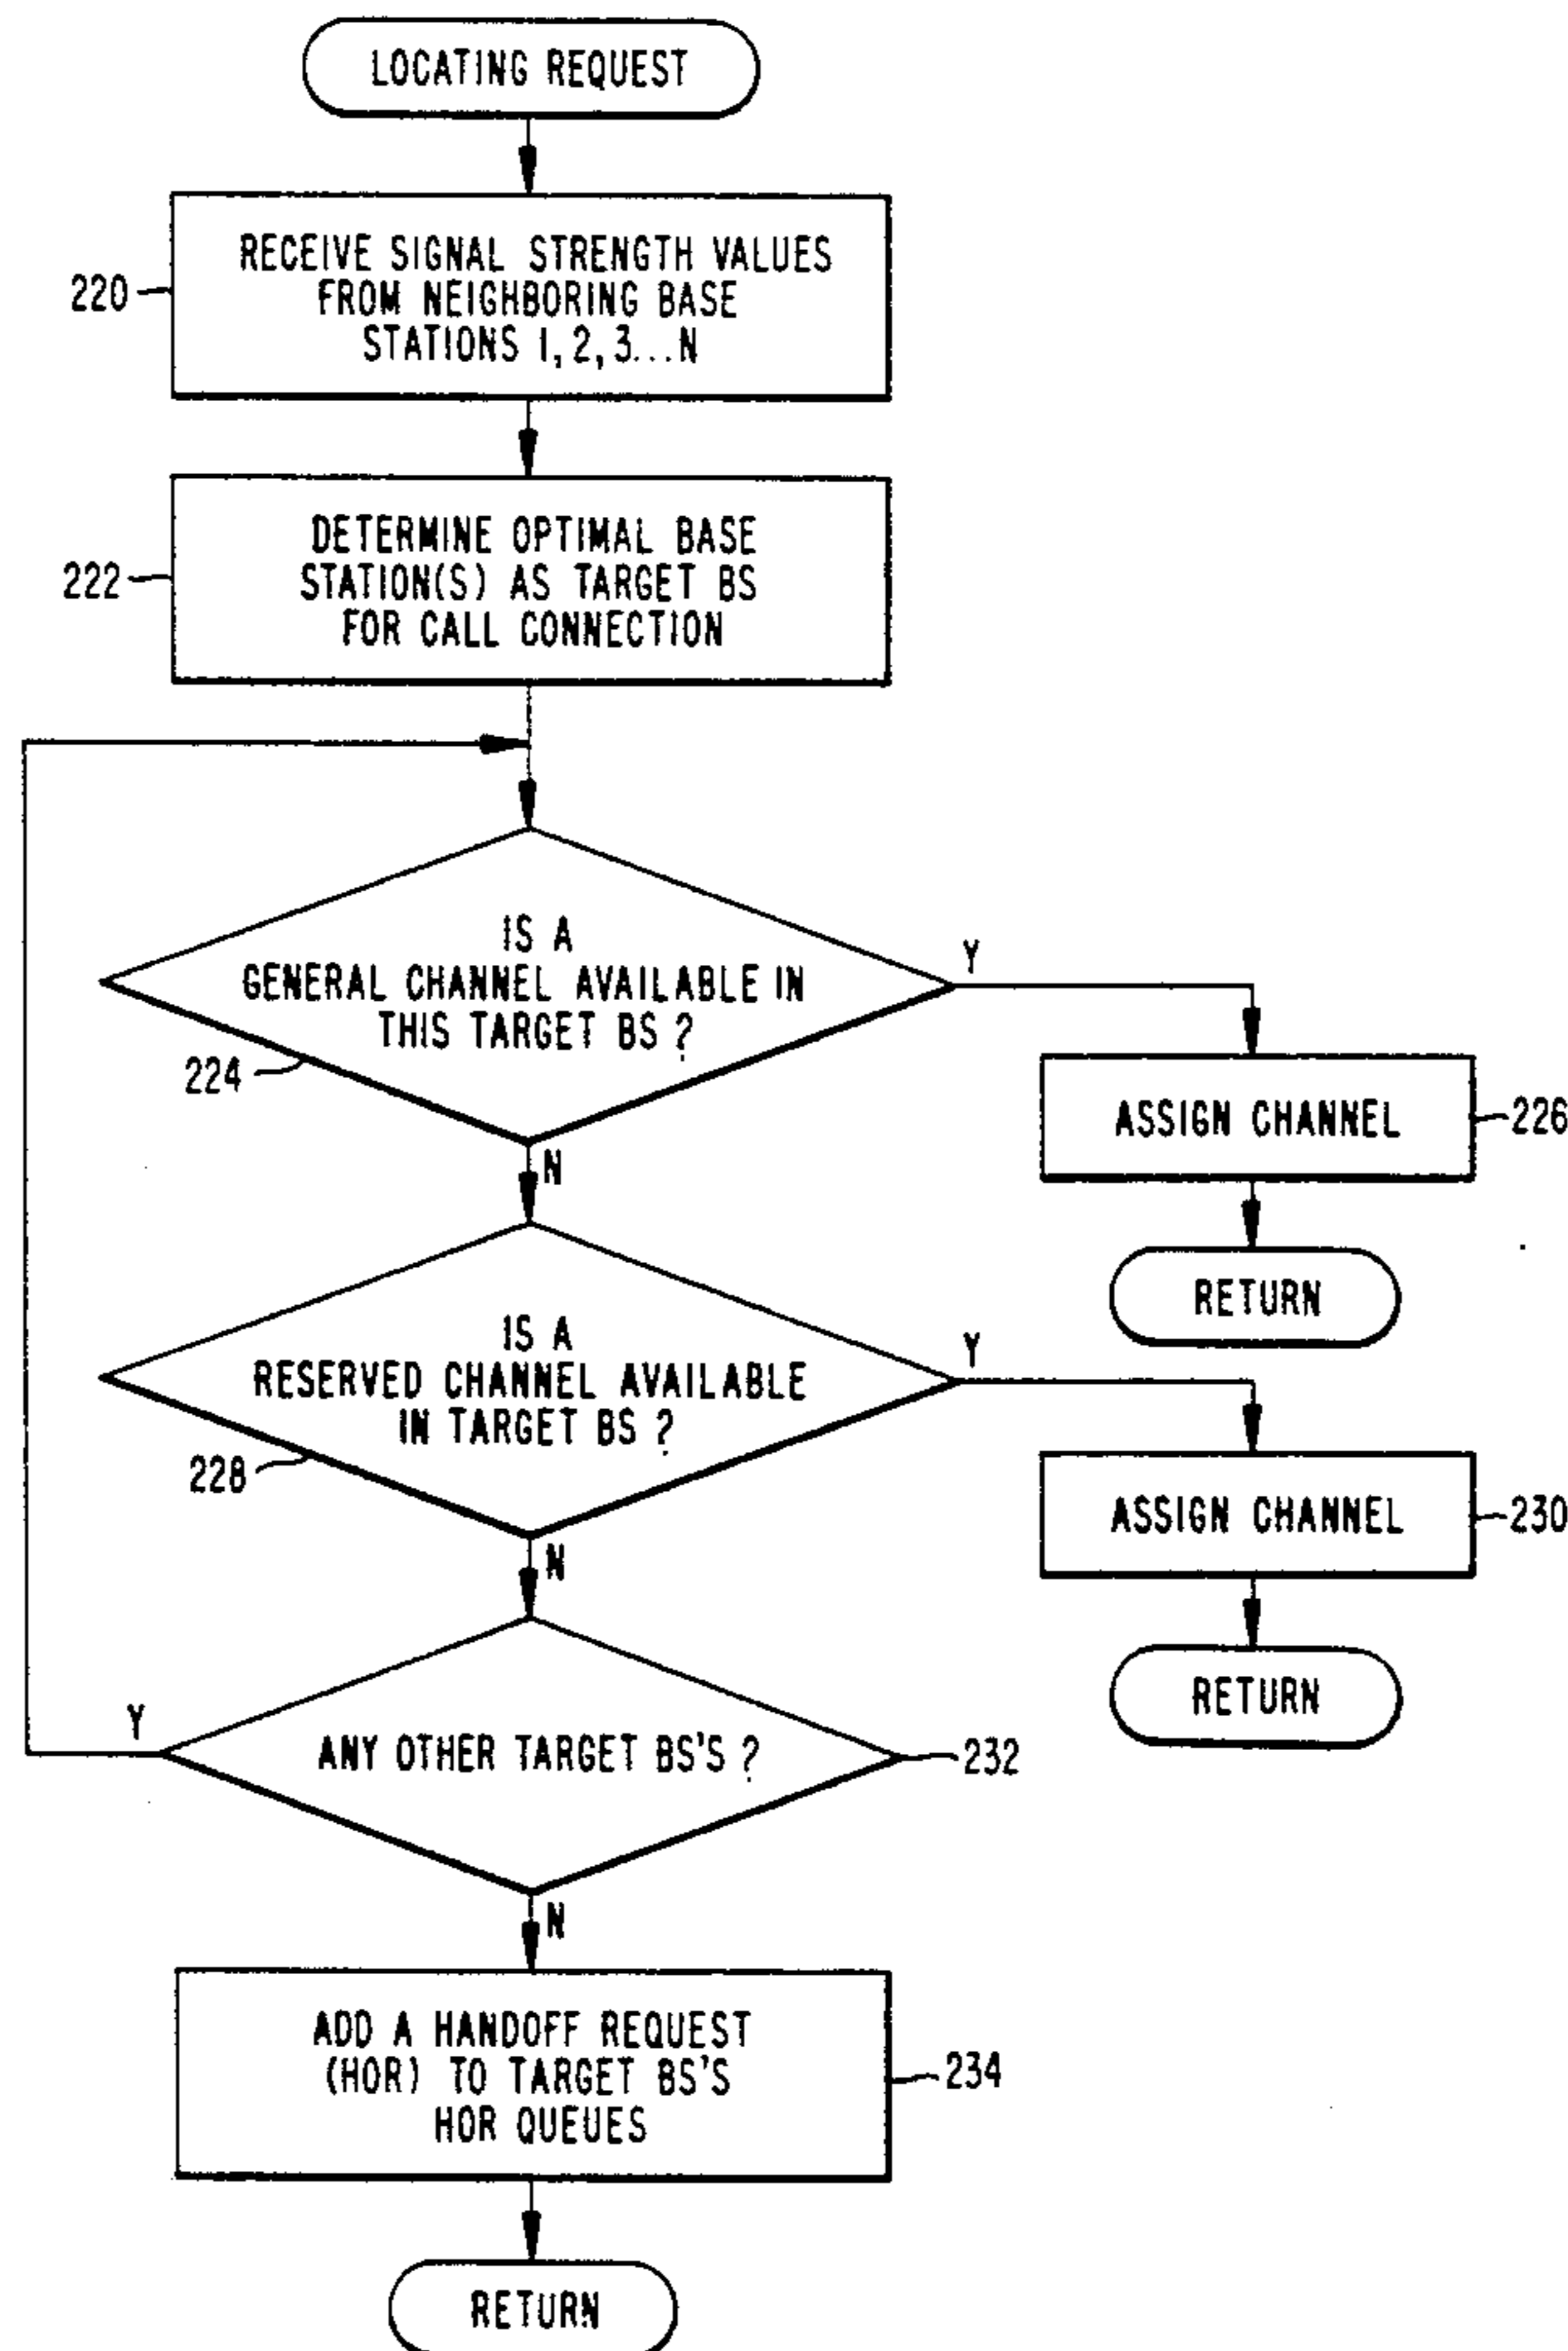 LOCATING REQUEST
RECEIVE SIGNAL STRENGTH VALUES
FROM NEIGHBORING BASE
STATIONS 1, 2, 3...N
220
DETERMINE OPTIMAL BASE
STATION(S) AS TARGET BS
FOR CALL CONNECTION
222
IS A
GENERAL CHANNEL AVAILABLE IN
THIS TARGET BS ?
224
Y
N
ASSIGN CHANNEL
226
RETURN
IS A
RESERVED CHANNEL AVAILABLE
IN TARGET BS ?
228
Y
N
ASSIGN CHANNEL
230
RETURN
ANY OTHER TARGET BS'S ?
232
Y
N
ADD A HANDOFF REQUEST
(HOR) TO TARGET BS'S
HOR QUEUES
234
RETURN